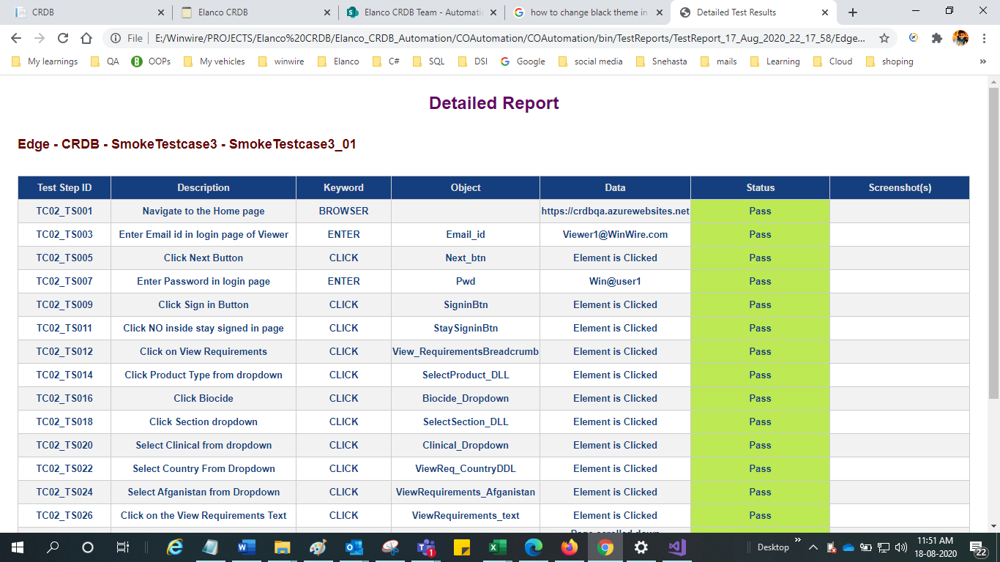 CRDB
Elanco CRDB
Elanco CRDB Team - Automatic
how to change black theme in
Detailed Test Results
File E:/Winwire/PROJECTS/Elanco%20CRDB/Elanco_CRDB_Automation/COAutomation/COAutomation/bin/TestReports/TestReport_17_Aug_2020_22_17_58/Edge...
My learnings QA OOPs My vehicles winwire Elanco C# SQL DSI Google social media Snehasta mails Learning Cloud shoping »
Detailed Report
Edge - CRDB - SmokeTestcase3 - SmokeTestcase3_01
Test Step ID Description Keyword Object Data Status Screenshot(s)
TC02_TS001 Navigate to the Home page BROWSER https://crdbqa.azurewebsites.net Pass
TC02_TS003 Enter Email id in login page of Viewer ENTER Email_id Viewer1@WinWire.com Pass
TC02_TS005 Click Next Button CLICK Next_btn Element is Clicked Pass
TC02_TS007 Enter Password in login page ENTER Pwd Win@user1 Pass
TC02_TS009 Click Sign in Button CLICK SigninBtn Element is Clicked Pass
TC02_TS011 Click NO inside stay signed in page CLICK StaySigninBtn Element is Clicked Pass
TC02_TS012 Click on View Requirements CLICK View_RequirementsBreadcrumb Element is Clicked Pass
TC02_TS014 Click Product Type from dropdown CLICK SelectProduct_DLL Element is Clicked Pass
TC02_TS016 Click Biocide CLICK Biocide_Dropdown Element is Clicked Pass
TC02_TS018 Click Section dropdown CLICK SelectSection_DLL Element is Clicked Pass
TC02_TS020 Select Clinical from dropdown CLICK Clinical_Dropdown Element is Clicked Pass
TC02_TS022 Select Country From Dropdown CLICK ViewReq_CountryDDL Element is Clicked Pass
TC02_TS024 Select Afganistan from Dropdown CLICK ViewRequirements_Afganistan Element is Clicked Pass
TC02_TS026 Click on the View Requirements Text CLICK ViewRequirements_text Element is Clicked Pass
Page scrolled down
Desktop » 11:51 AM
18-08-2020 22